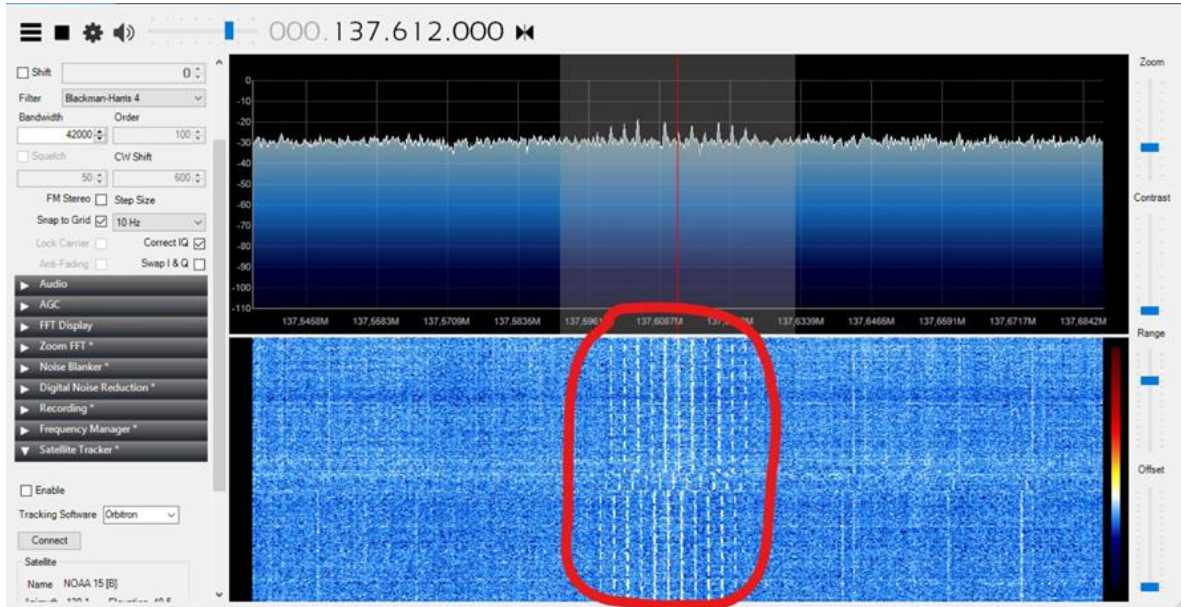 000.137.612.000
Shift 0
Filter Blackman-Harris 4
Bandwidth Order
42000 100
Squelch CW Shift
50 600
FM Stereo Step Size
Snap to Grid 10 Hz
Lock Carrier Correct IQ
Anti-Fading Swap I & Q
Audio
AGC
FFT Display
Zoom FFT *
Noise Blanker *
Digital Noise Reduction *
Recording *
Frequency Manager *
Satellite Tracker *
Enable
Tracking Software Orbitron
Connect
Satellite
Name NOAA 15 [B]
0
-10
-20
-30
-40
-50
-60
-70
-80
-90
-100
-110
137,5458M 137,5583M 137,5709M 137,5835M 137,6087M 137,6339M 137,6465M 137,6591M 137,6717M 137,6842M
Zoom
Contrast
Range
Offset